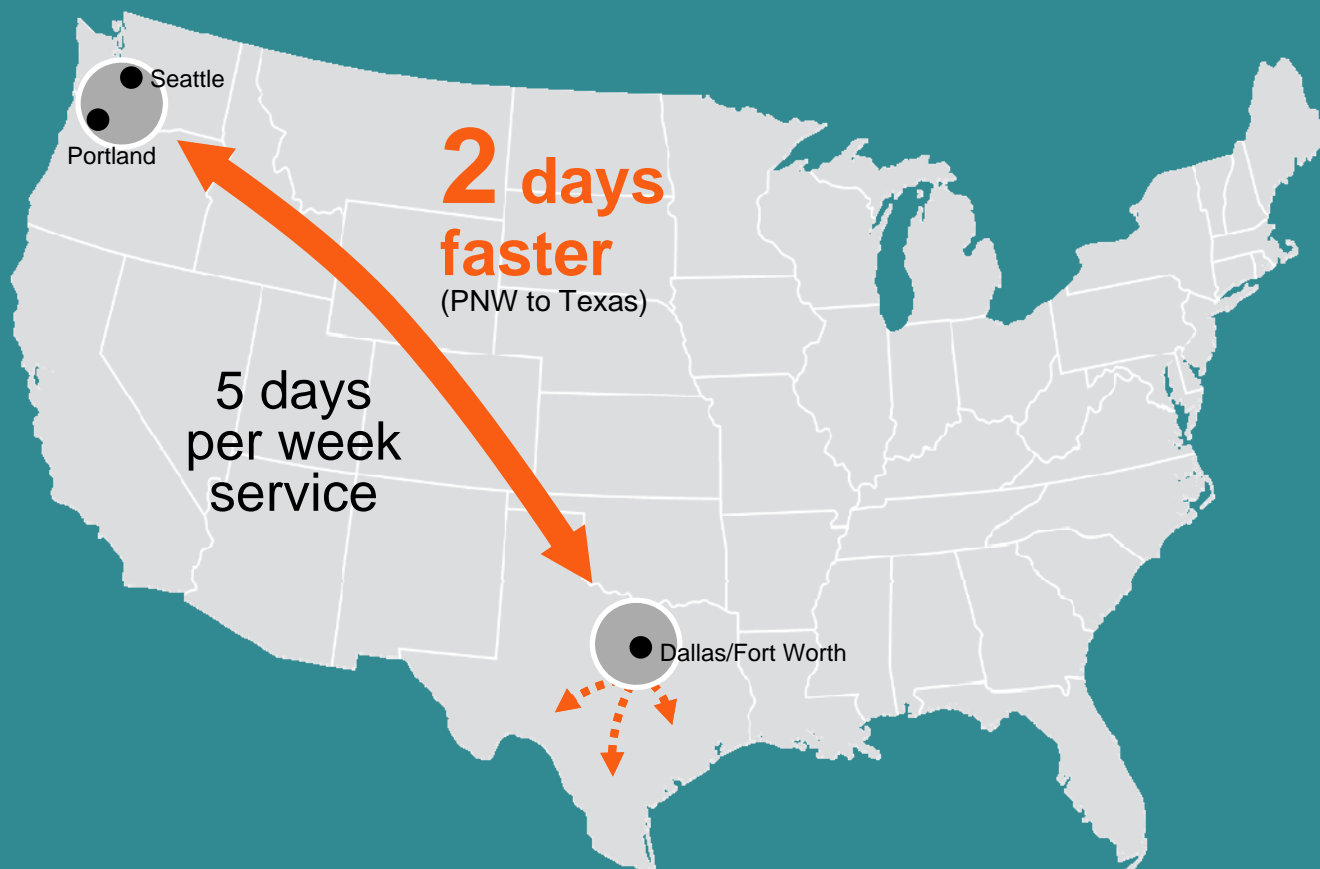 Seattle
Portland
2 days
faster
(PNW to Texas)
5 days
per week
service
Dallas/Fort Worth